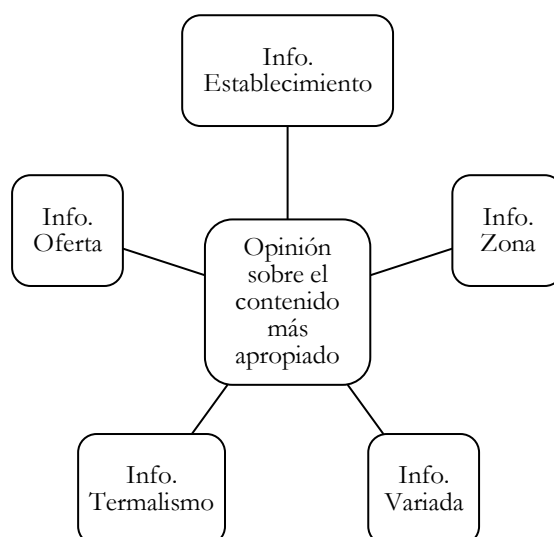 Info.
Establecimiento
Info.
Oferta
Info.
Zona
Opinión
sobre el
contenido
más
apropiado
Info.
Termalismo
Info.
Variada